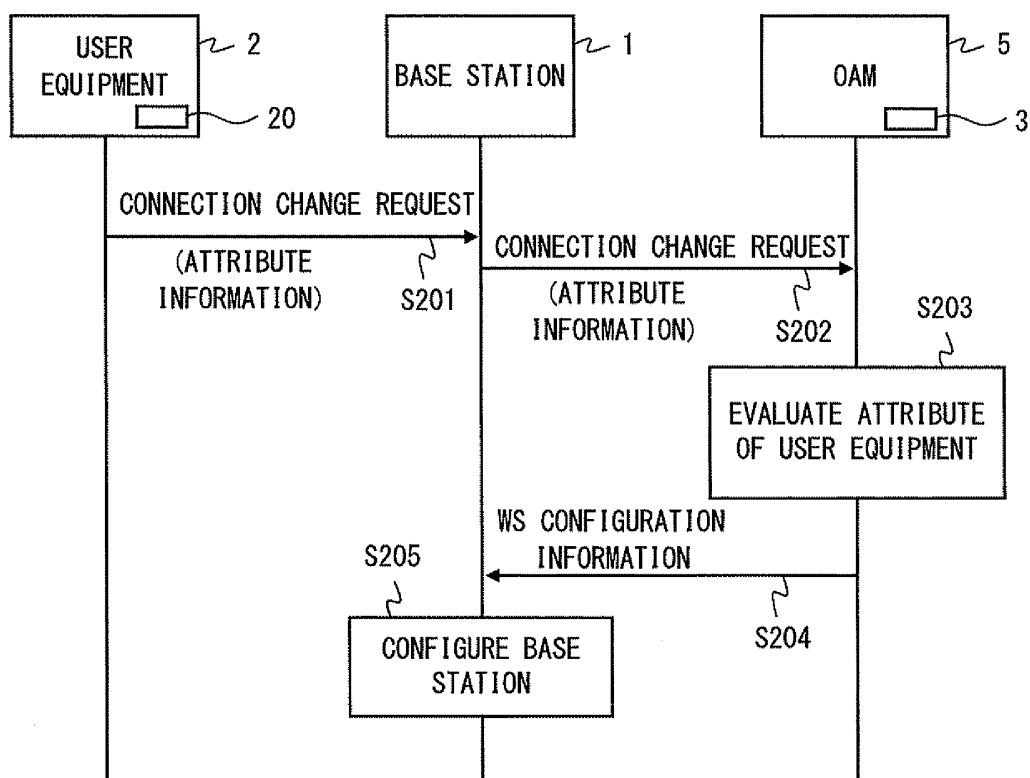 USER
EQUIPMENT
2
20
BASE STATION
1
OAM
5
3
CONNECTION CHANGE REQUEST
(ATTRIBUTE
INFORMATION)
S201
CONNECTION CHANGE REQUEST
(ATTRIBUTE
INFORMATION)
S202
S203
EVALUATE ATTRIBUTE
OF USER EQUIPMENT
WS CONFIGURATION
INFORMATION
S204
S205
CONFIGURE BASE
STATION